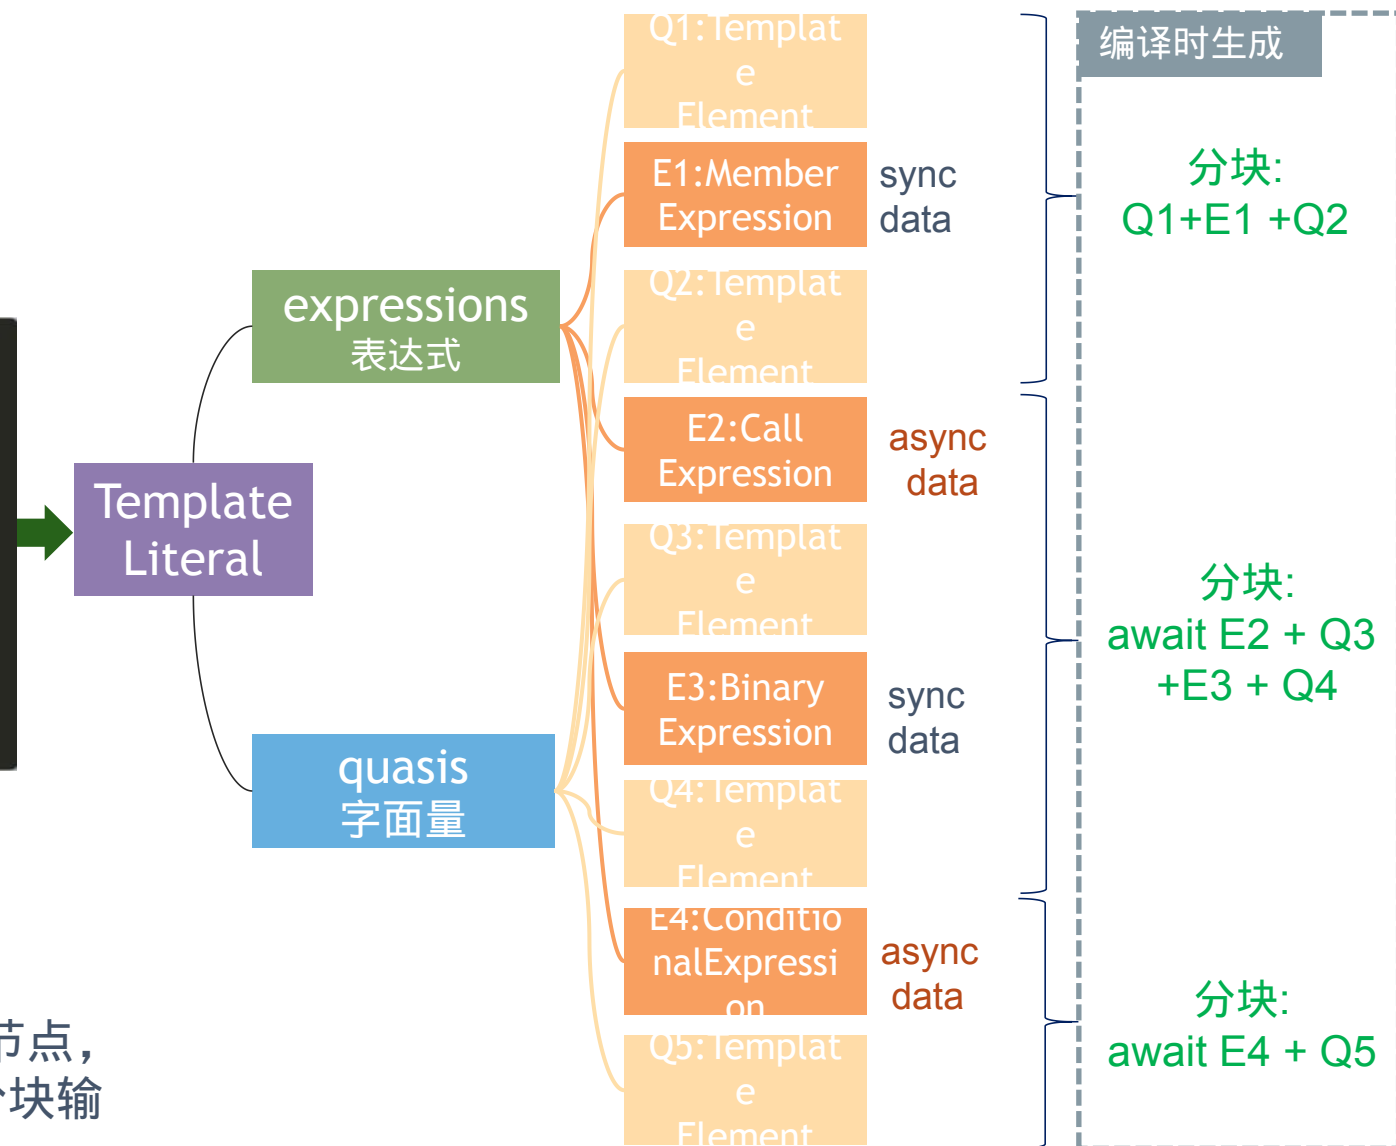 Q1:Templat
e
Element
E1:Member
Expression
sync
data
Q2:Templat
e
Element
E2:Call
Expression
async
data
Q3:Templat
e
Element
E3:Binary
Expression
sync
data
Q4:Templat
e
Element
E4:Conditio
nalExpressi
on
async
data
Q5:Templat
e
Element
expressions
表达式
Template
Literal
quasis
字面量
编译时生成
分块:
Q1+E1 +Q2
分块:
await E2 + Q3
+E3 + Q4
分块:
await E4 + Q5
节点，
分块输